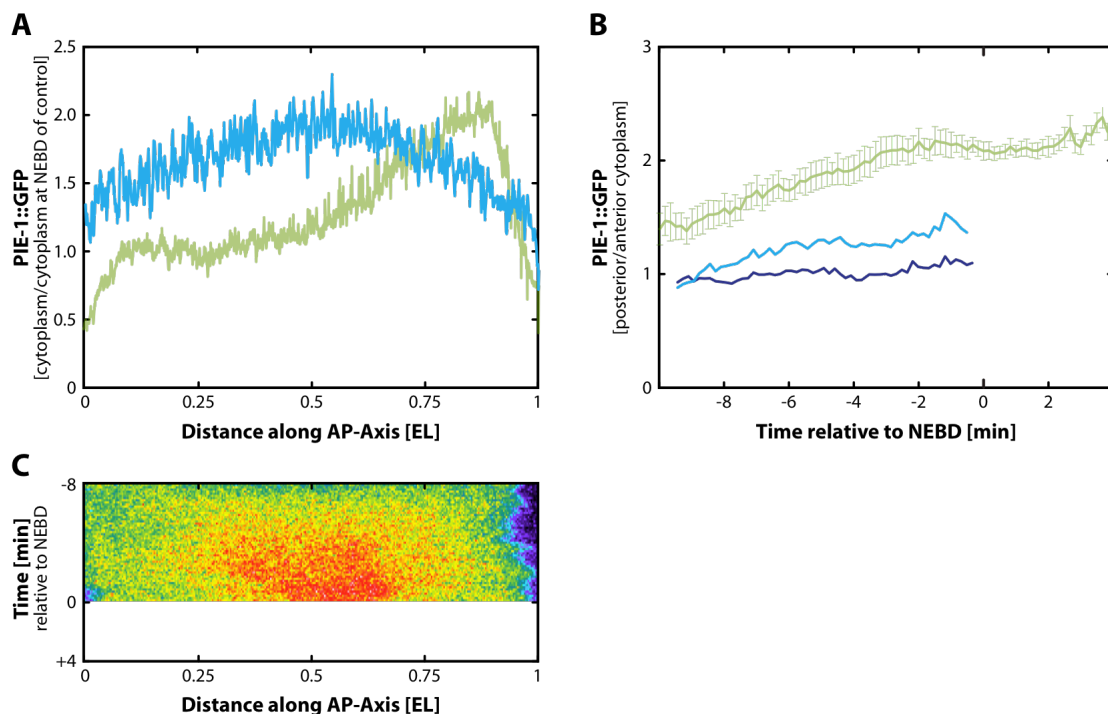 A
PIE-1::GFP
[cytoplasm/cytoplasm at NEBD of control]
2.5
2.0
1.5
1.0
0.5
0
0
0.25
0.5
0.75
1
Distance along AP-Axis [EL]
B
PIE-1::GFP
[posterior/anterior cytoplasm]
3
2
1
0
-8
-6
-4
-2
0
2
Time relative to NEBD [min]
C
Time [min]
relative to NEBD
-8
0
+4
0
0.25
0.5
0.75
1
Distance along AP-Axis [EL]